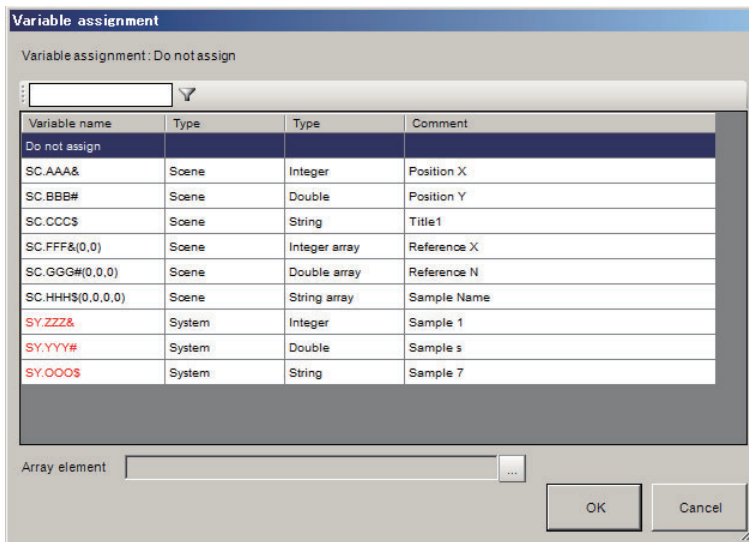 Variable assignment
Variable assignment : Do not assign
Variable name Type Type Comment
Do not assign
SC.AAA& Scene Integer Position X
SC.BBB# Scene Double Position Y
SC.CCC$ Scene String Title1
SC.FFF&(0,0) Scene Integer array Reference X
SC.GGG#(0,0,0) Scene Double array Reference N
SC.HHH$(0,0,0,0) Scene String array Sample Name
SY.ZZZ& System Integer Sample 1
SY.YYY# System Double Sample s
SY.OOO$ System String Sample 7
Array element ...
OK Cancel